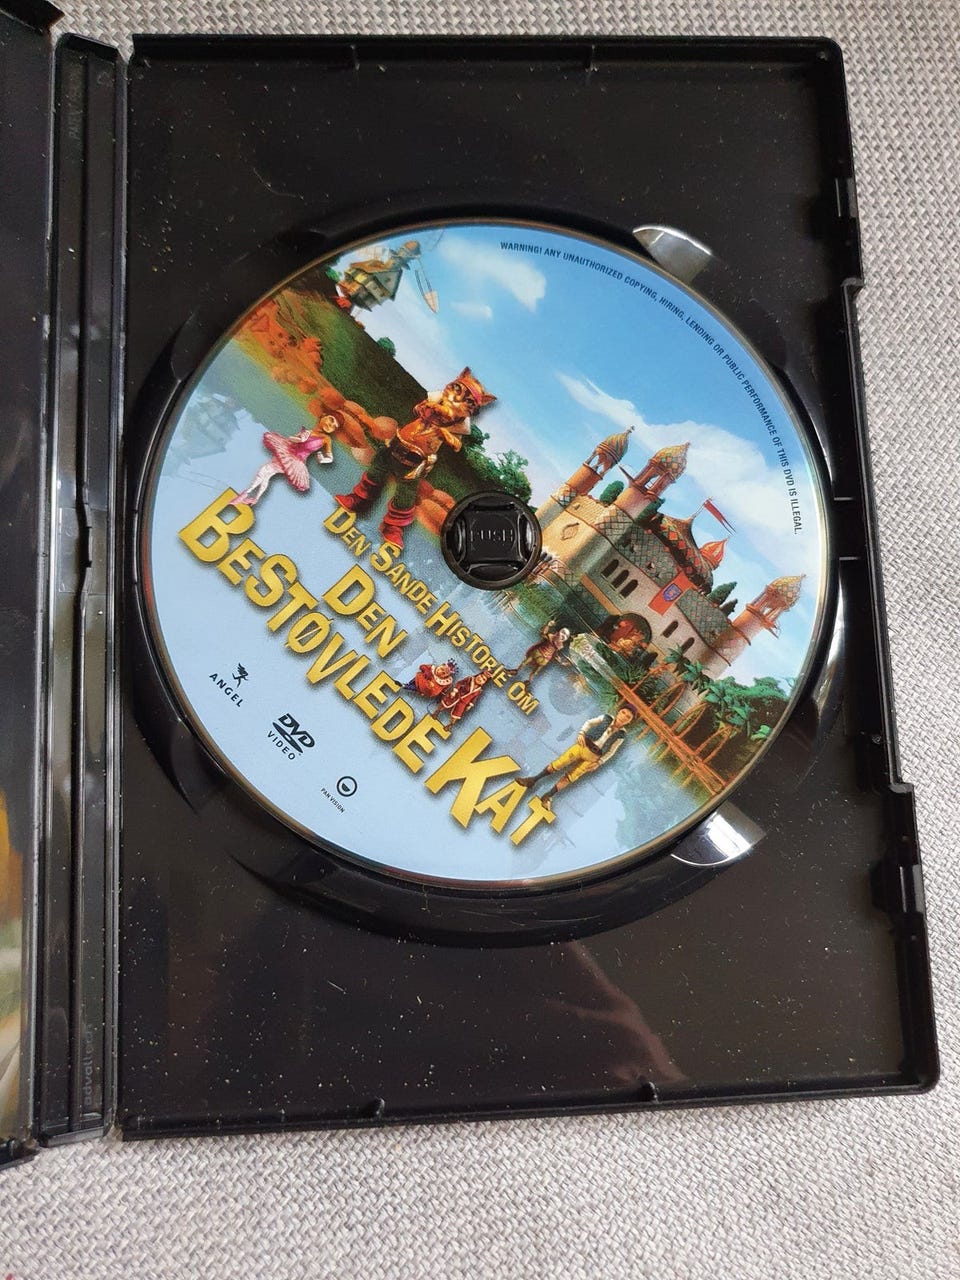 WARNING! ANY UNAUTHORIZED COPYING, HIRING, LENDING OR PUBLIC PERFORMANCE OF THIS DVD IS ILLEGAL.
PUSH
DEN SANDE HISTORIE OM
DEN
BESTØVLEDE KAT
ANGEL
DVD
VIDEO
PAN VISION